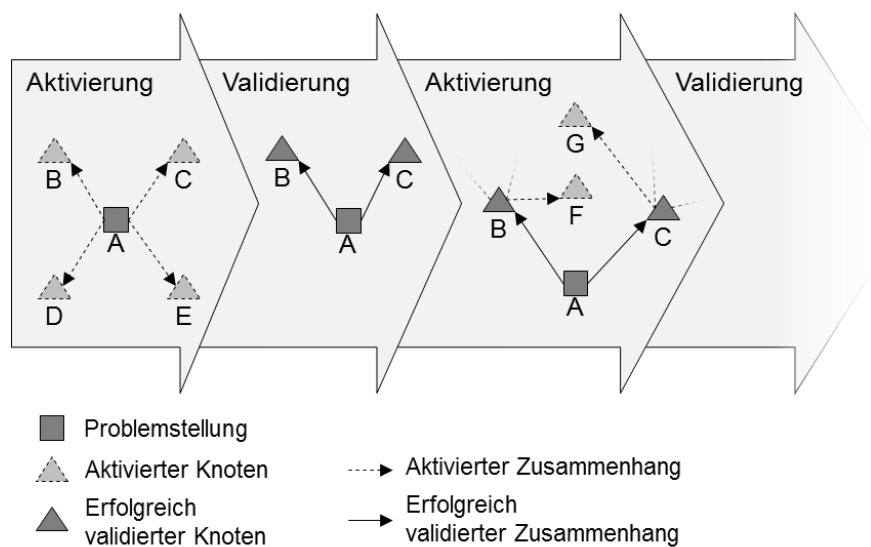 Aktivierung
Validierung
Aktivierung
Validierung
B
C
A
D
E
B
C
A
G
F
B
C
A
Problemstellung
Aktivierter Knoten
Erfolgreich
validierter Knoten
Aktivierter Zusammenhang
Erfolgreich
validierter Zusammenhang